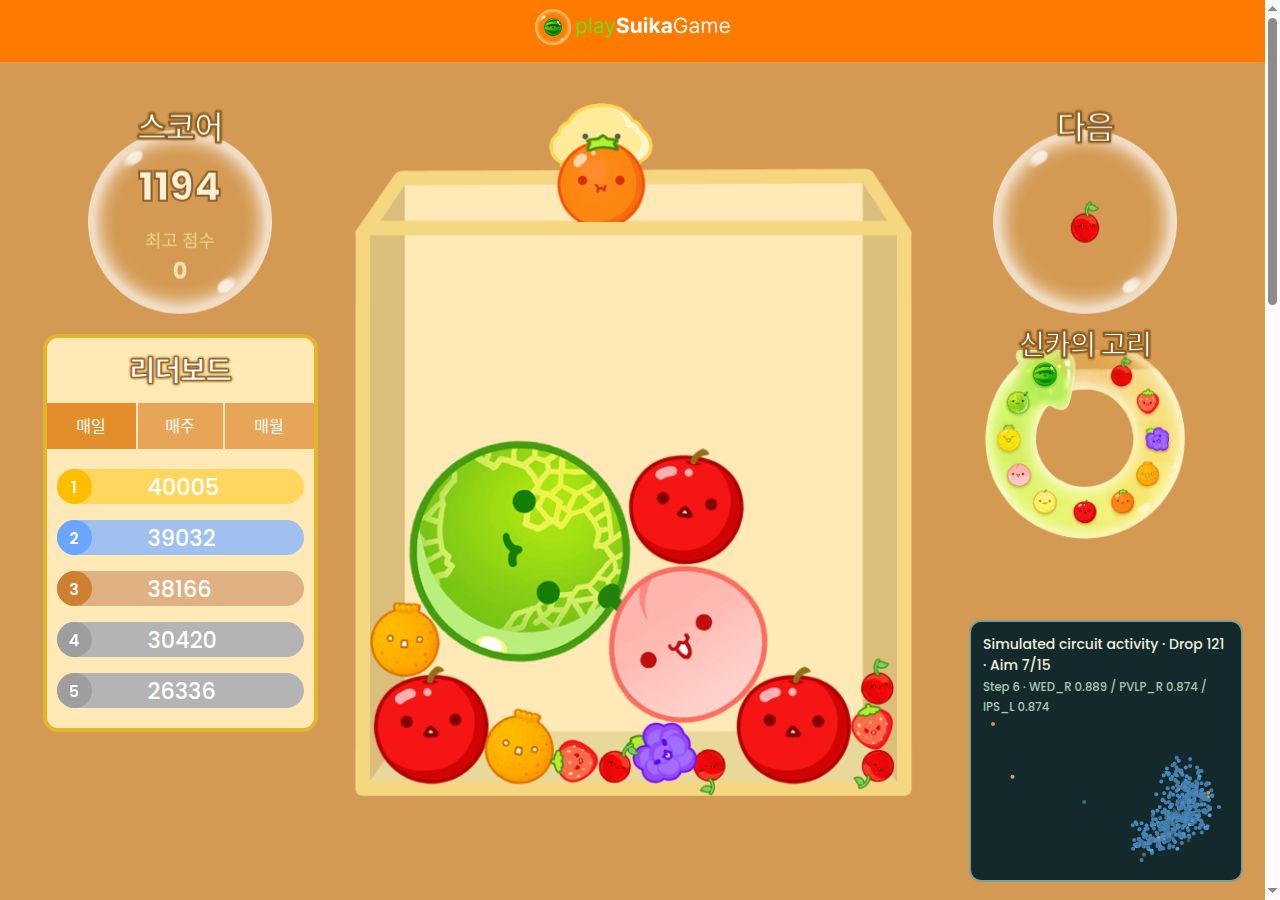 playSuikaGame
스코어
1194
최고 점수
0
다음
신카의 고리
리더보드
매일 매주 매월
1 40005
2 39032
3 38166
4 30420
5 26336
Simulated circuit activity · Drop 121
· Aim 7/15
Step 6 · WED_R 0.889 / PVLP_R 0.874 /
IPS_L 0.874